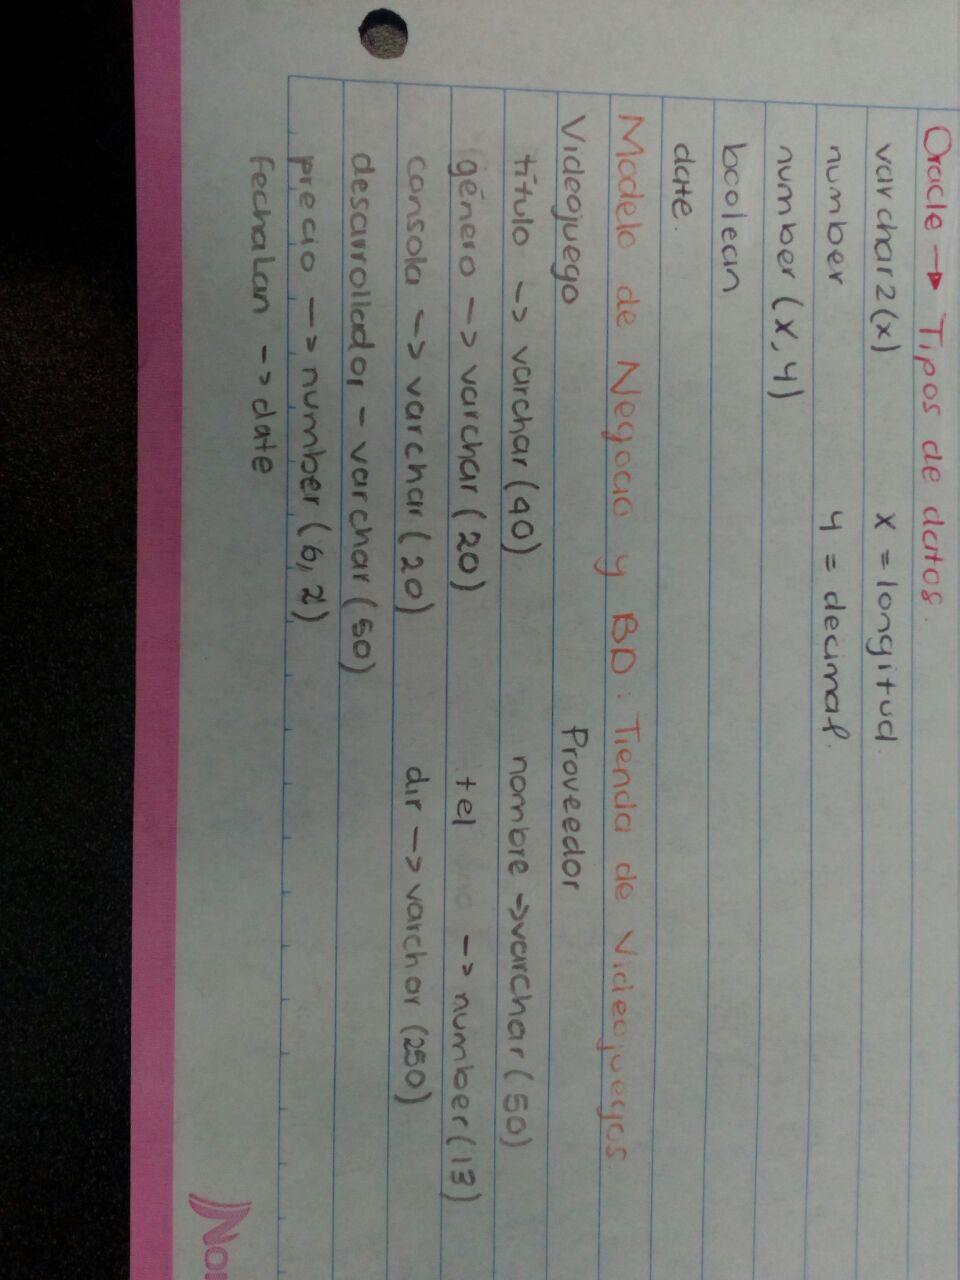 Oracle → Tipos de datos.
varchar2(x) x = longitud.
number y = decimal.
number (x, y)
boolean
date.
Modelo de Negocio y BD: Tienda de Videojuegos
Videojuego Proveedor
título -> varchar (40) nombre -> varchar (50)
género -> varchar (20) tel -> number (13)
consola -> varchar (20) dir -> varchar (250)
desarrollador - varchar (50)
precio -> number (6, 2)
fechaLan -> date